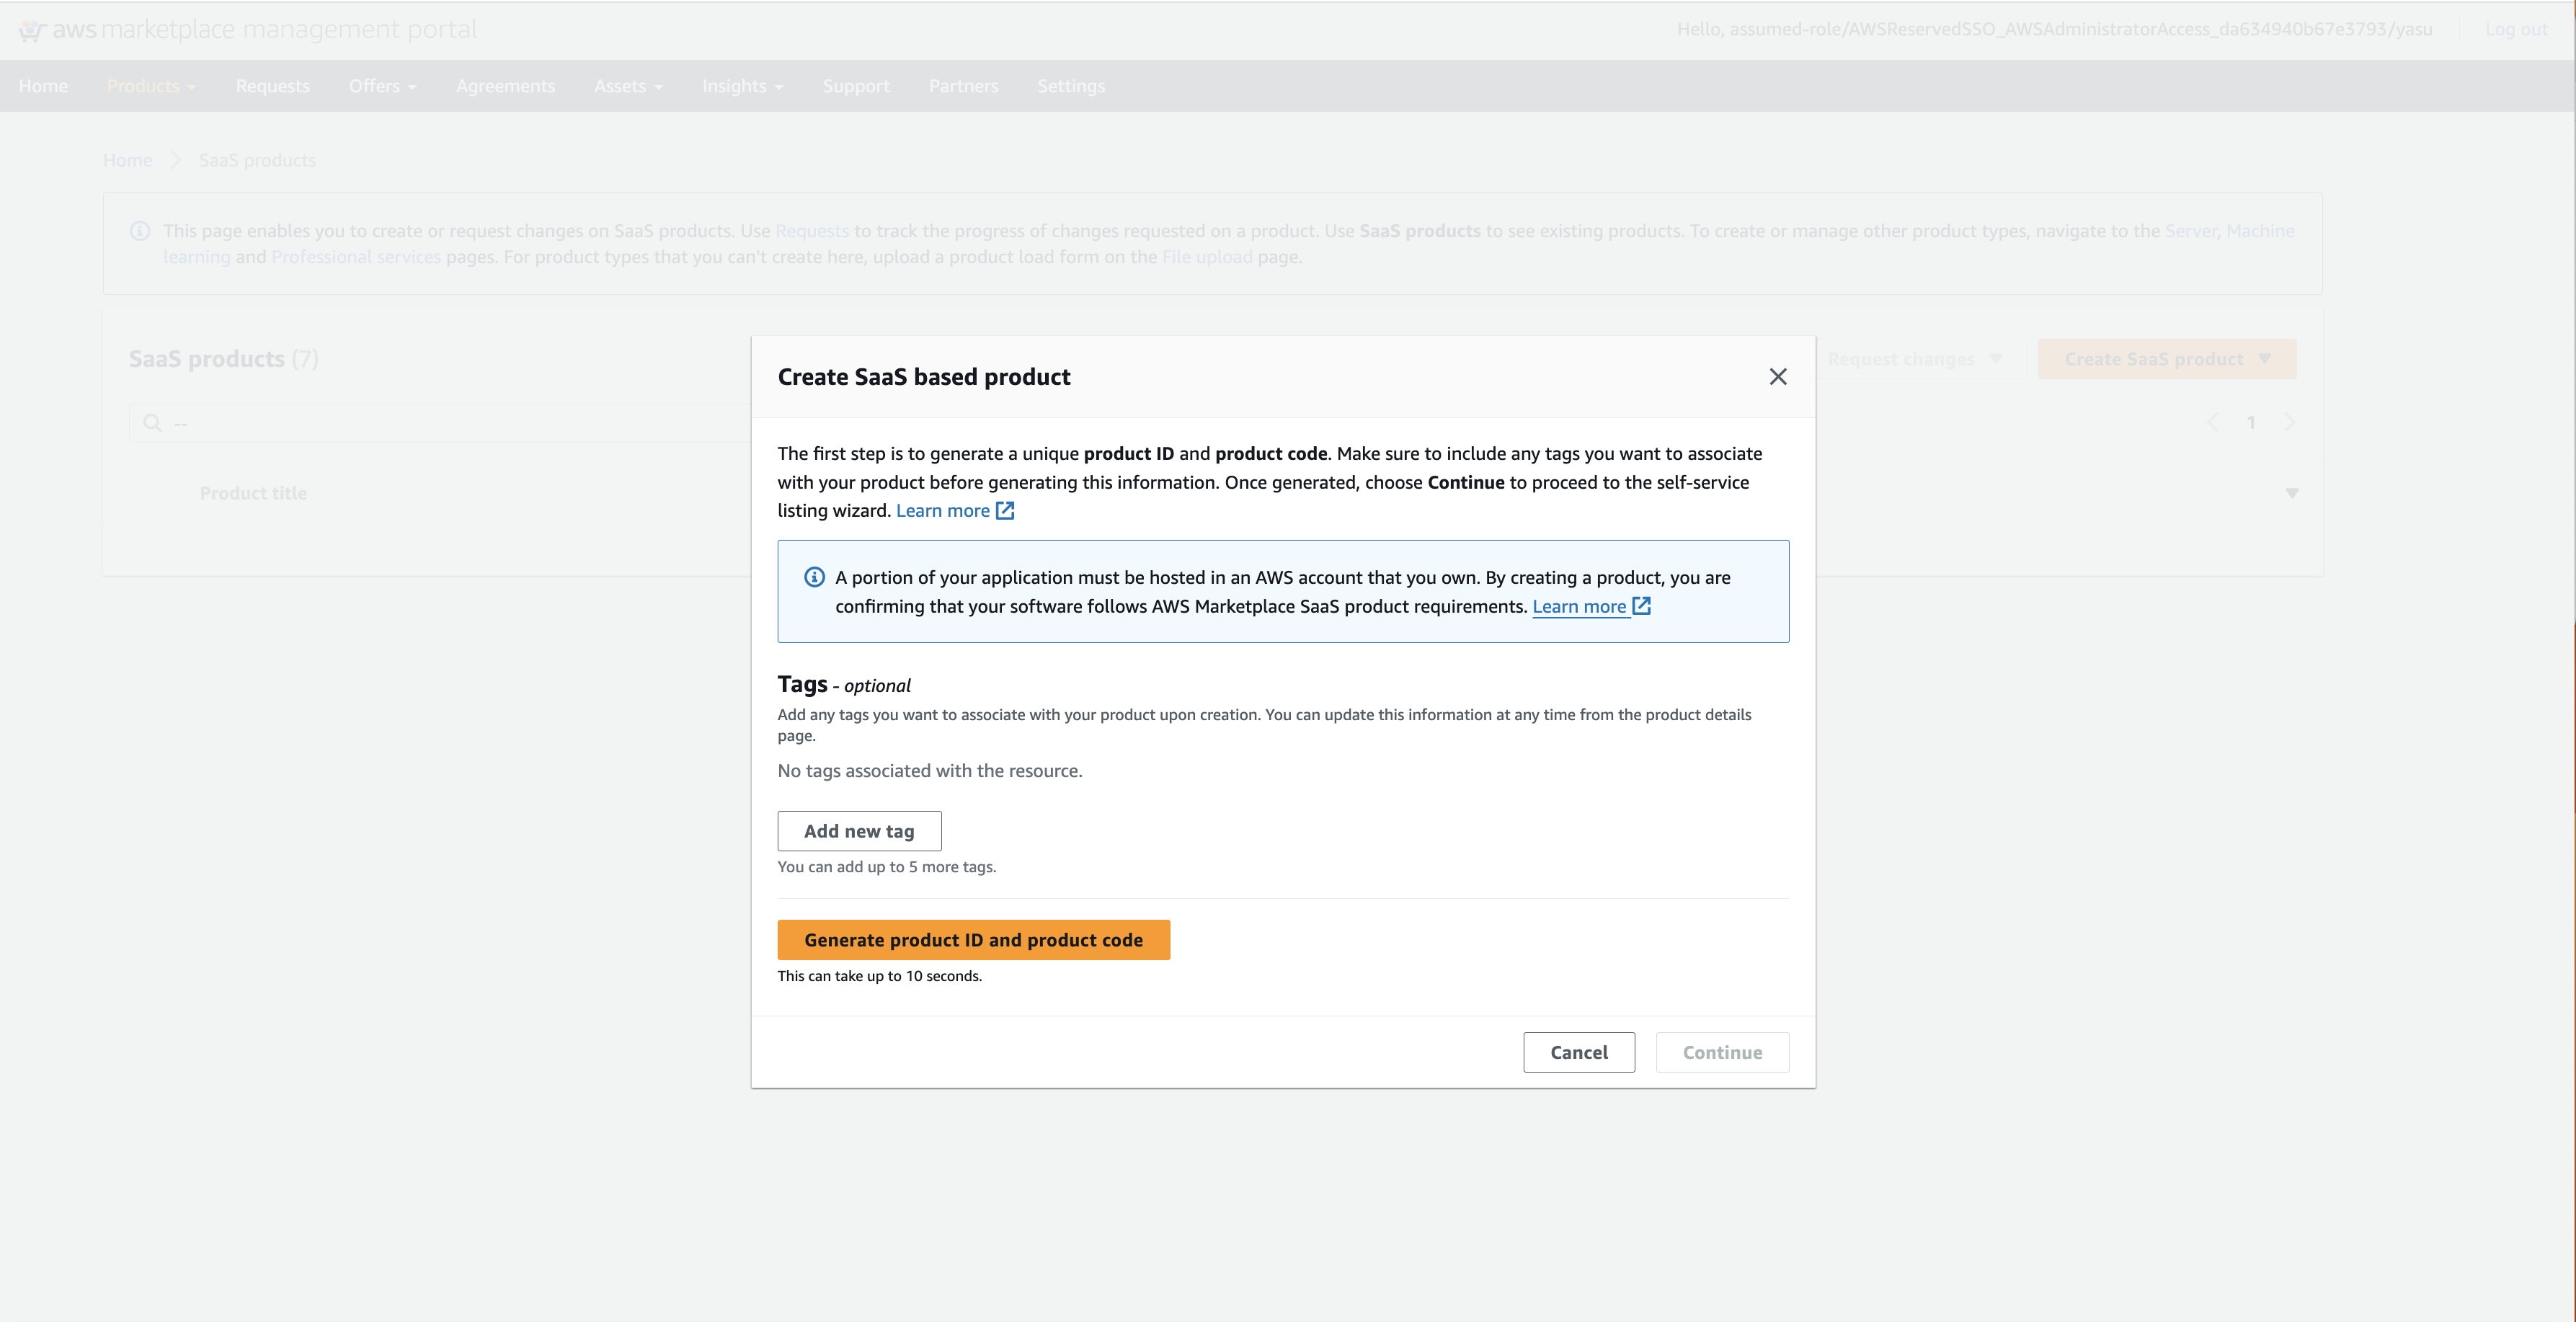 aws marketplace management portal
Hello, assumed-role/AWSReservedSSO_AWSAdministratorAccess_da634940b67e3793/yasu
Log out
Home Products Requests Offers Agreements Assets Insights Support Partners Settings
Home SaaS products
This page enables you to create or request changes on SaaS products. Use Requests to track the progress of changes requested on a product. Use SaaS products to see existing products. To create or manage other product types, navigate to the Server, Machine
learning and Professional services pages. For product types that you can't create here, upload a product load form on the File upload page.
SaaS products (7)
Request changes
Create SaaS product
--
1
Product title
Create SaaS based product
The first step is to generate a unique product ID and product code. Make sure to include any tags you want to associate
with your product before generating this information. Once generated, choose Continue to proceed to the self-service
listing wizard. Learn more
A portion of your application must be hosted in an AWS account that you own. By creating a product, you are
confirming that your software follows AWS Marketplace SaaS product requirements. Learn more
Tags - optional
Add any tags you want to associate with your product upon creation. You can update this information at any time from the product details
page.
No tags associated with the resource.
Add new tag
You can add up to 5 more tags.
Generate product ID and product code
This can take up to 10 seconds.
Cancel
Continue